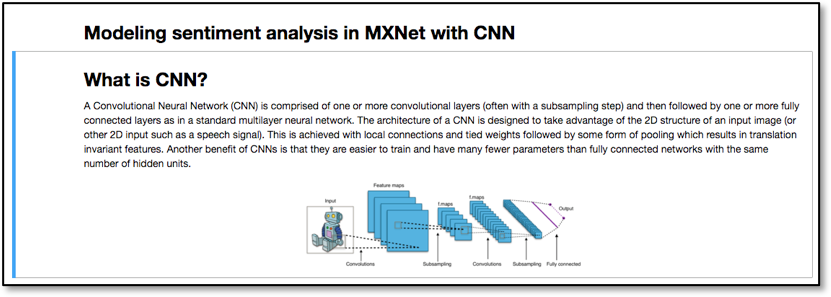 Modeling sentiment analysis in MXNet with CNN
What is CNN?
A Convolutional Neural Network (CNN) is comprised of one or more convolutional layers (often with a subsampling step) and then followed by one or more fully
connected layers as in a standard multilayer neural network. The architecture of a CNN is designed to take advantage of the 2D structure of an input image (or
other 2D input such as a speech signal). This is achieved with local connections and tied weights followed by some form of pooling which results in translation
invariant features. Another benefit of CNNs is that they are easier to train and have many fewer parameters than fully connected networks with the same
number of hidden units.
Feature maps
Input
f.maps
f.maps
Output
Convolutions
Subsampling
Convolutions
Subsampling
Fully connected